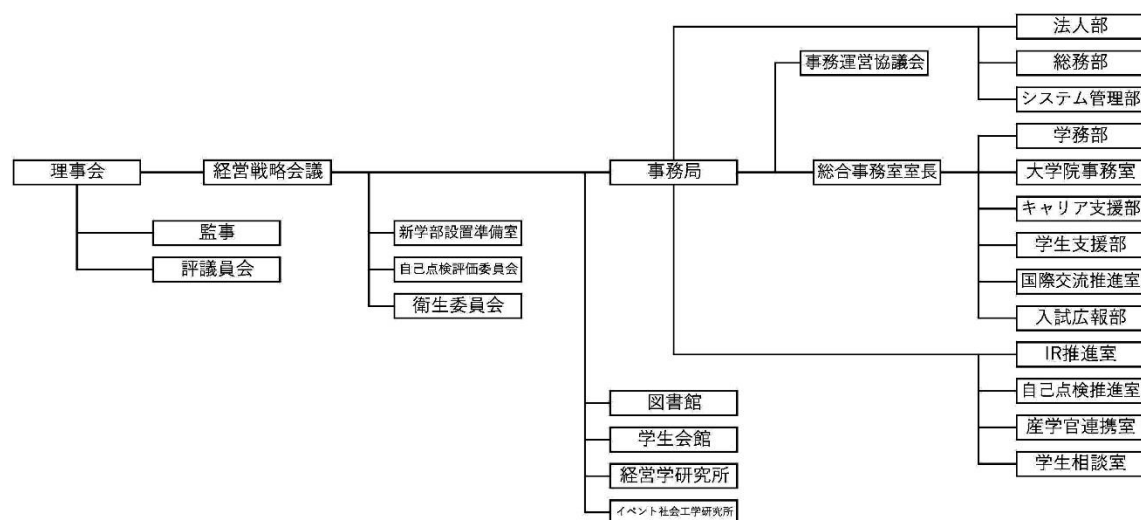 法人部
事務運営協議会
総務部
システム管理部
学務部
理事会
経営戦略会議
事務局
総合事務室室長
大学院事務室
キャリア支援部
監事
新学部設置準備室
学生支援部
評議員会
自己点検評価委員会
国際交流推進室
衛生委員会
入試広報部
IR推進室
自己点検推進室
図書館
産学官連携室
学生会館
学生相談室
経営学研究所
イベント社会工学研究所